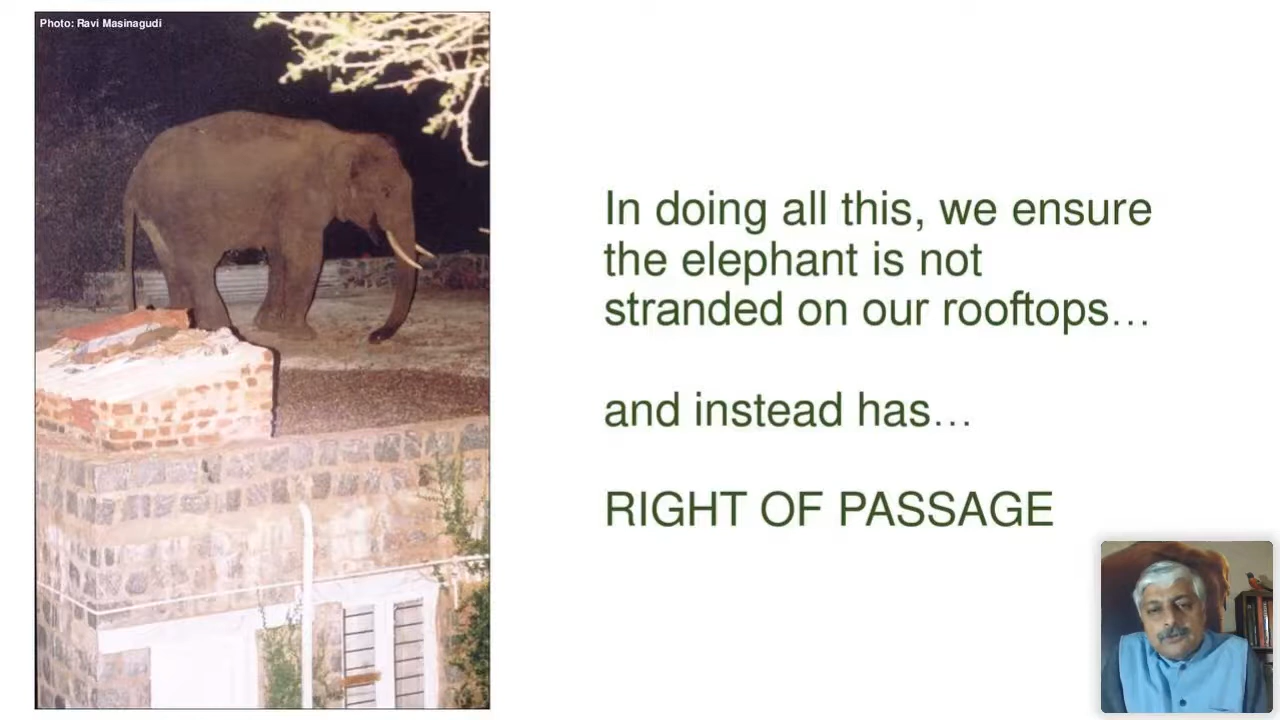 Photo: Ravi Masinagudi
In doing all this, we ensure
the elephant is not
stranded on our rooftops…
and instead has…
RIGHT OF PASSAGE